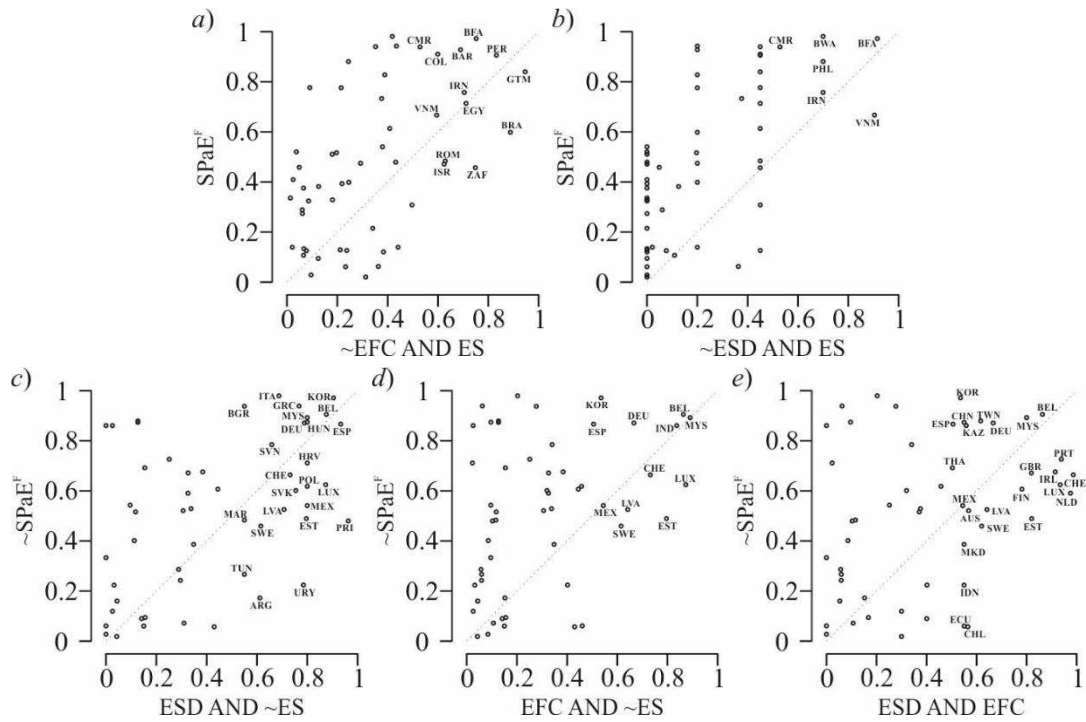 a)
SPaE^F
1
0.8
0.6
0.4
0.2
0
CMR
BFA
COL
BAR
PER
GTM
IRN
EGY
VNM
BRA
ROM
ISR
ZAF
0 0.2 0.4 0.6 0.8 1
~EFC AND ES
b)
SPaE^F
1
0.8
0.6
0.4
0.2
0
CMR
BWA
BFA
PHL
IRN
VNM
0 0.2 0.4 0.6 0.8 1
~ESD AND ES
c)
~SPaE^F
1
0.8
0.6
0.4
0.2
0
BGR
ITA
GRC
KOR
MYS
BEL
DEU
HUN
ESP
SVN
HRV
CHE
POL
SVK
LUX
LVA
MEX
MAR
SWE
EST
PRI
TUN
ARG
URY
0 0.2 0.4 0.6 0.8 1
ESD AND ~ES
d)
~SPaE^F
1
0.8
0.6
0.4
0.2
0
KOR
ESP
DEU
BEL
IND
MYS
CHE
LUX
MEX
LVA
SWE
EST
0 0.2 0.4 0.6 0.8 1
EFC AND ~ES
e)
~SPaE^F
1
0.8
0.6
0.4
0.2
0
KOR
ESP
CHN
TWN
BEL
KAZ
DEU
MYS
THA
PRT
GBR
IRL
CHE
FIN
LUX
NLD
MEX
AUS
LVA
SWE
EST
MKD
IDN
ECU
CHL
0 0.2 0.4 0.6 0.8 1
ESD AND EFC